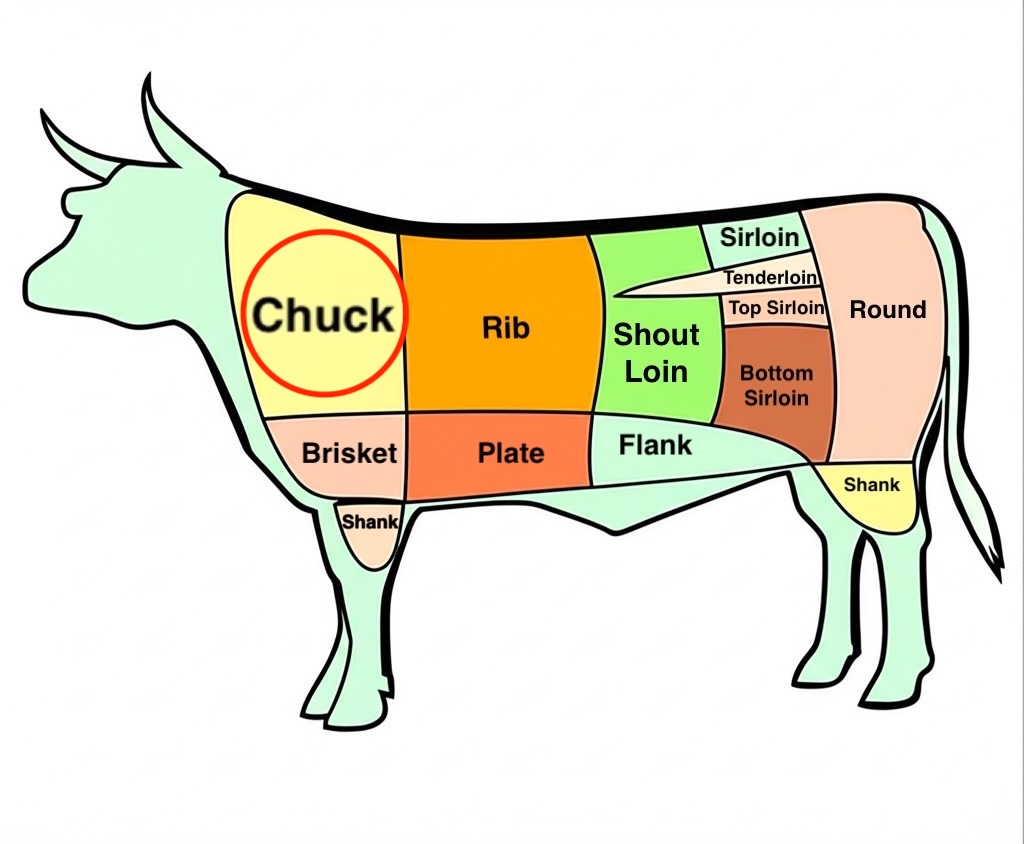 Chuck
Rib
Shout
Loin
Sirloin
Tenderloin
Top Sirloin
Bottom
Sirloin
Round
Brisket
Plate
Flank
Shank
Shank